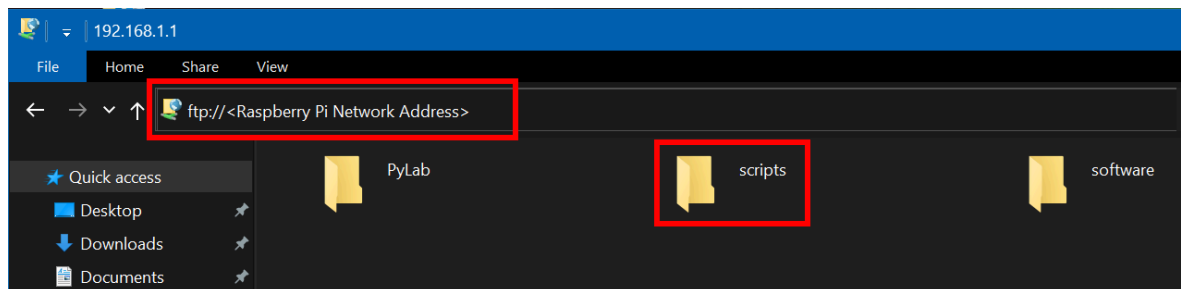 192.168.1.1
File Home Share View
ftp://<Raspberry Pi Network Address>
Quick access
PyLab scripts software
Desktop
Downloads
Documents